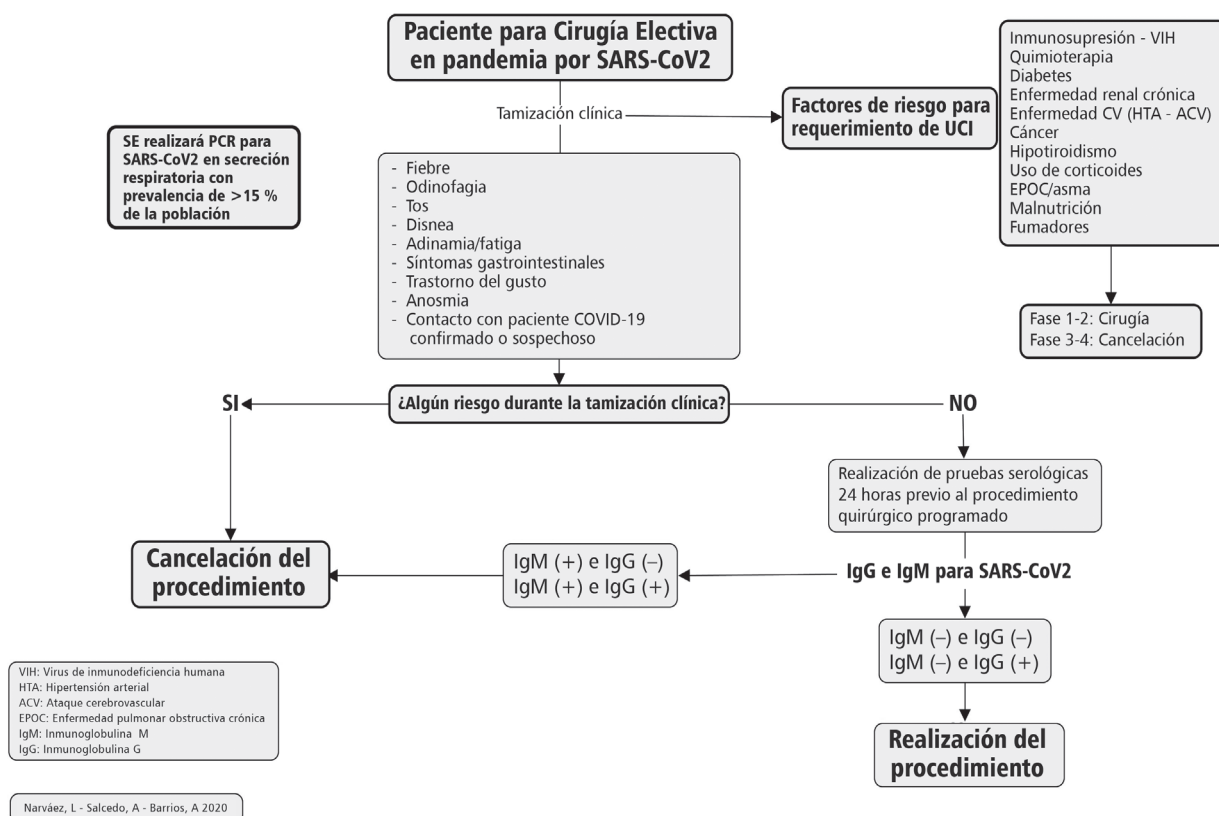 Paciente para Cirugía Electiva
en pandemia por SARS-CoV2
Tamización clínica
Factores de riesgo para
requerimiento de UCI
Inmunosupresión - VIH
Quimioterapia
Diabetes
Enfermedad renal crónica
Enfermedad CV (HTA - ACV)
Cáncer
Hipotiroidismo
Uso de corticoides
EPOC/asma
Malnutrición
Fumadores
Fase 1-2: Cirugía
Fase 3-4: Cancelación
SE realizará PCR para
SARS-CoV2 en secreción
respiratoria con
prevalencia de >15 %
de la población
- Fiebre
- Odinofagia
- Tos
- Disnea
- Adinamia/fatiga
- Síntomas gastrointestinales
- Trastorno del gusto
- Anosmia
- Contacto con paciente COVID-19
confirmado o sospechoso
¿Algún riesgo durante la tamización clínica?
SI
NO
Realización de pruebas serológicas
24 horas previo al procedimiento
quirúrgico programado
IgG e IgM para SARS-CoV2
IgM (+) e IgG (–)
IgM (+) e IgG (+)
Cancelación del
procedimiento
IgM (–) e IgG (–)
IgM (–) e IgG (+)
Realización del
procedimiento
VIH: Virus de inmunodeficiencia humana
HTA: Hipertensión arterial
ACV: Ataque cerebrovascular
EPOC: Enfermedad pulmonar obstructiva crónica
IgM: Inmunoglobulina M
IgG: Inmunoglobulina G
Narváez, L - Salcedo, A - Barrios, A 2020